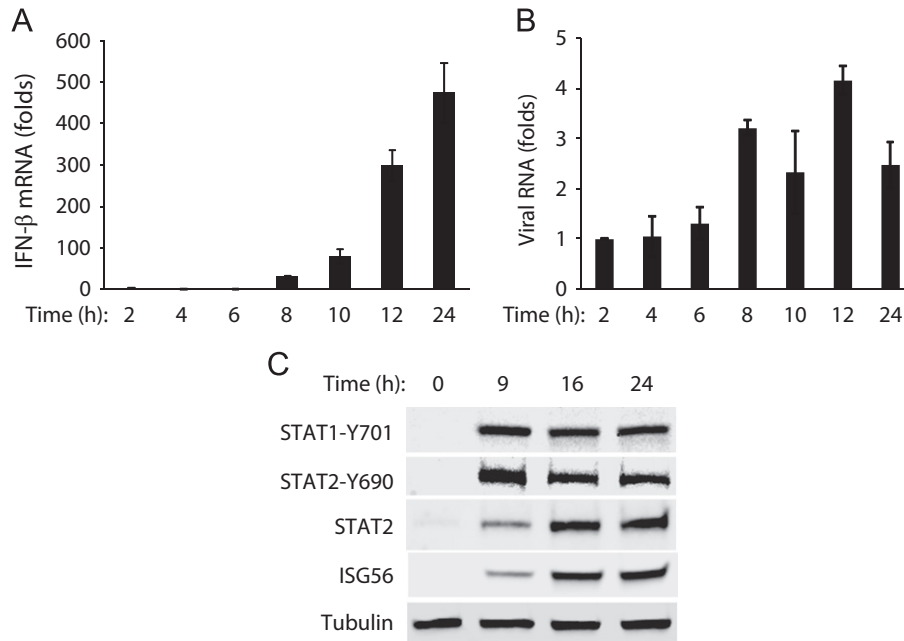 A
IFN-β mRNA (folds)
600
500
400
300
200
100
0
Time (h): 2 4 6 8 10 12 24
B
Viral RNA (folds)
5
4
3
2
1
0
Time (h): 2 4 6 8 10 12 24
C
Time (h): 0 9 16 24
STAT1-Y701
STAT2-Y690
STAT2
ISG56
Tubulin